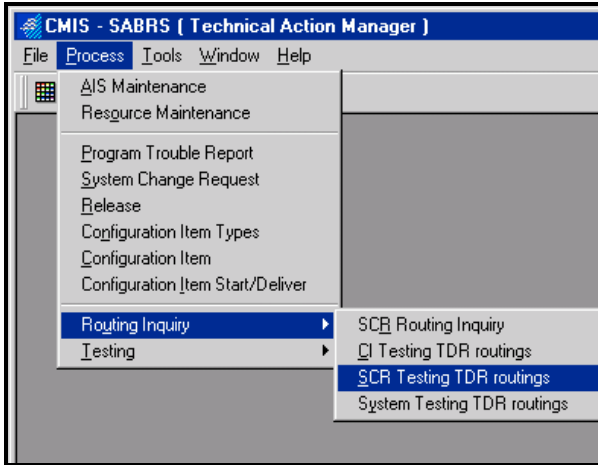 CMIS - SABRS ( Technical Action Manager )
File Process Tools Window Help
AIS Maintenance
Resource Maintenance
Program Trouble Report
System Change Request
Release
Configuration Item Types
Configuration Item
Configuration Item Start/Deliver
Routing Inquiry
Testing
SCR Routing Inquiry
CI Testing TDR routings
SCR Testing TDR routings
System Testing TDR routings